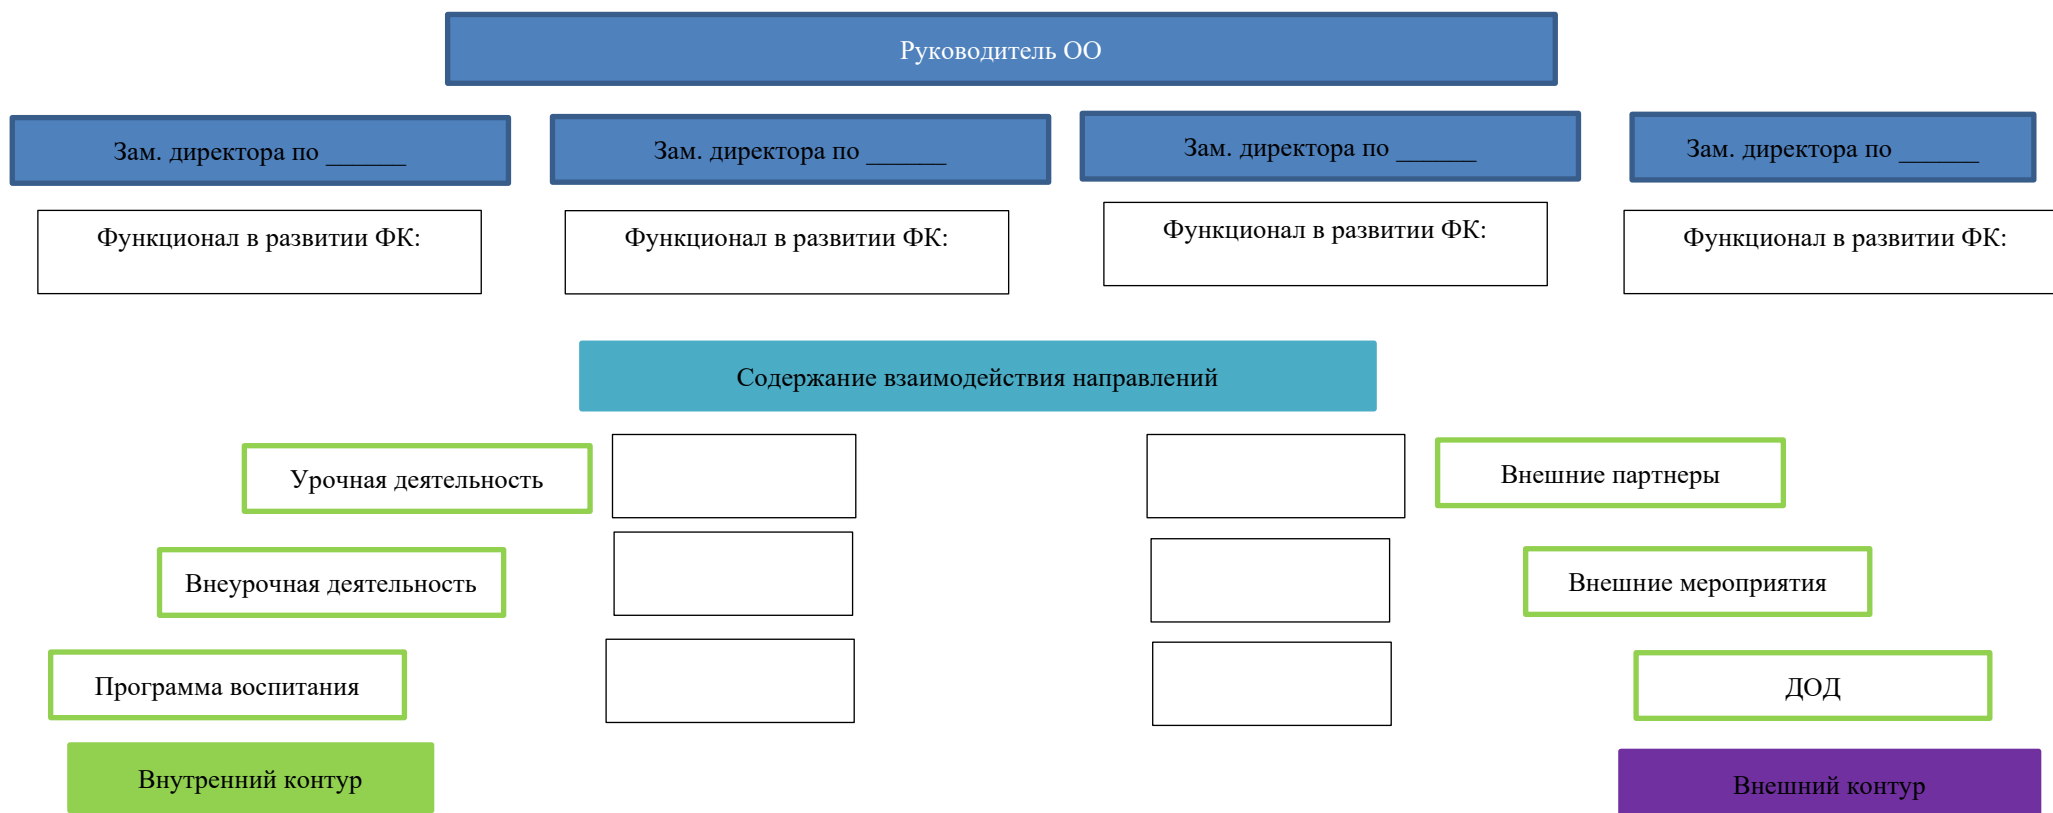 Руководитель ОО
Зам. директора по ______
Зам. директора по ______
Зам. директора по ______
Зам. директора по ______
Функционал в развитии ФК:
Функционал в развитии ФК:
Функционал в развитии ФК:
Функционал в развитии ФК:
Содержание взаимодействия направлений
Урочная деятельность
Внешние партнеры
Внеурочная деятельность
Внешние мероприятия
Программа воспитания
ДОД
Внутренний контур
Внешний контур